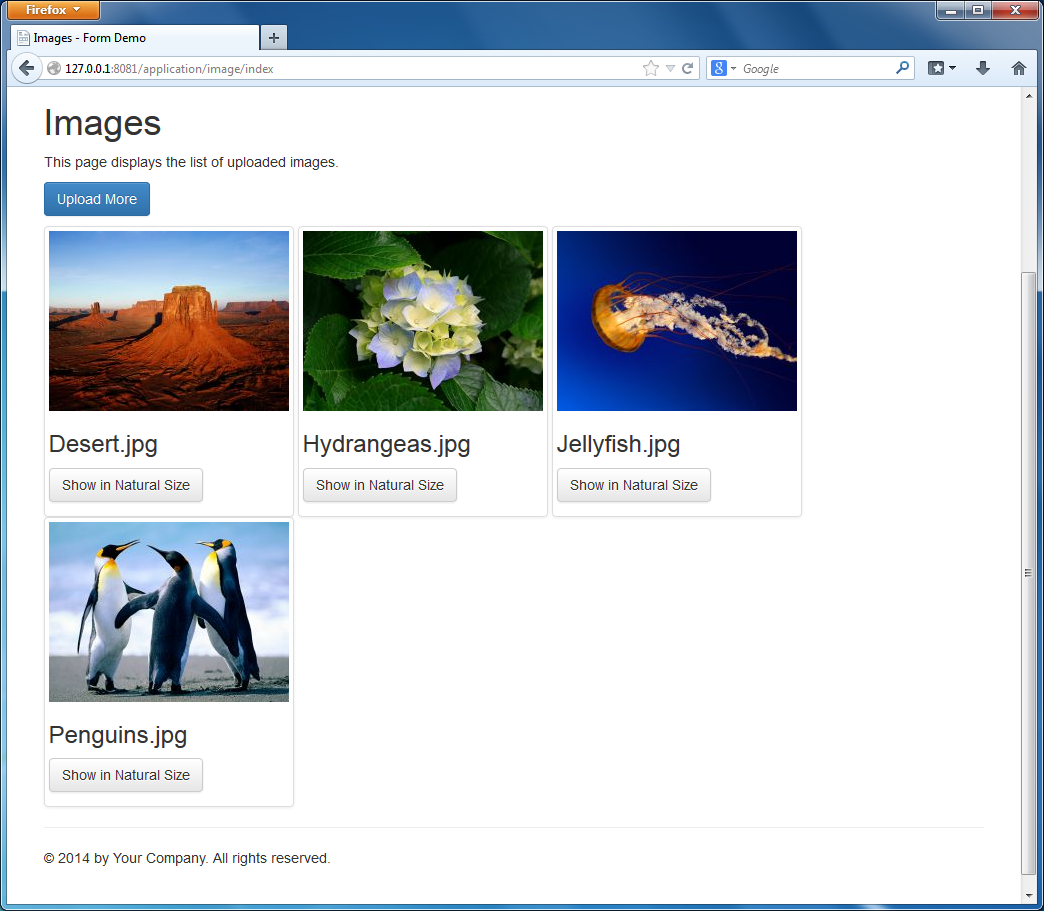 Firefox
Images - Form Demo
127.0.0.1:8081/application/image/index
Google
Images
This page displays the list of uploaded images.
Upload More
Desert.jpg
Hydrangeas.jpg
Jellyfish.jpg
Show in Natural Size
Show in Natural Size
Show in Natural Size
Penguins.jpg
Show in Natural Size
© 2014 by Your Company. All rights reserved.